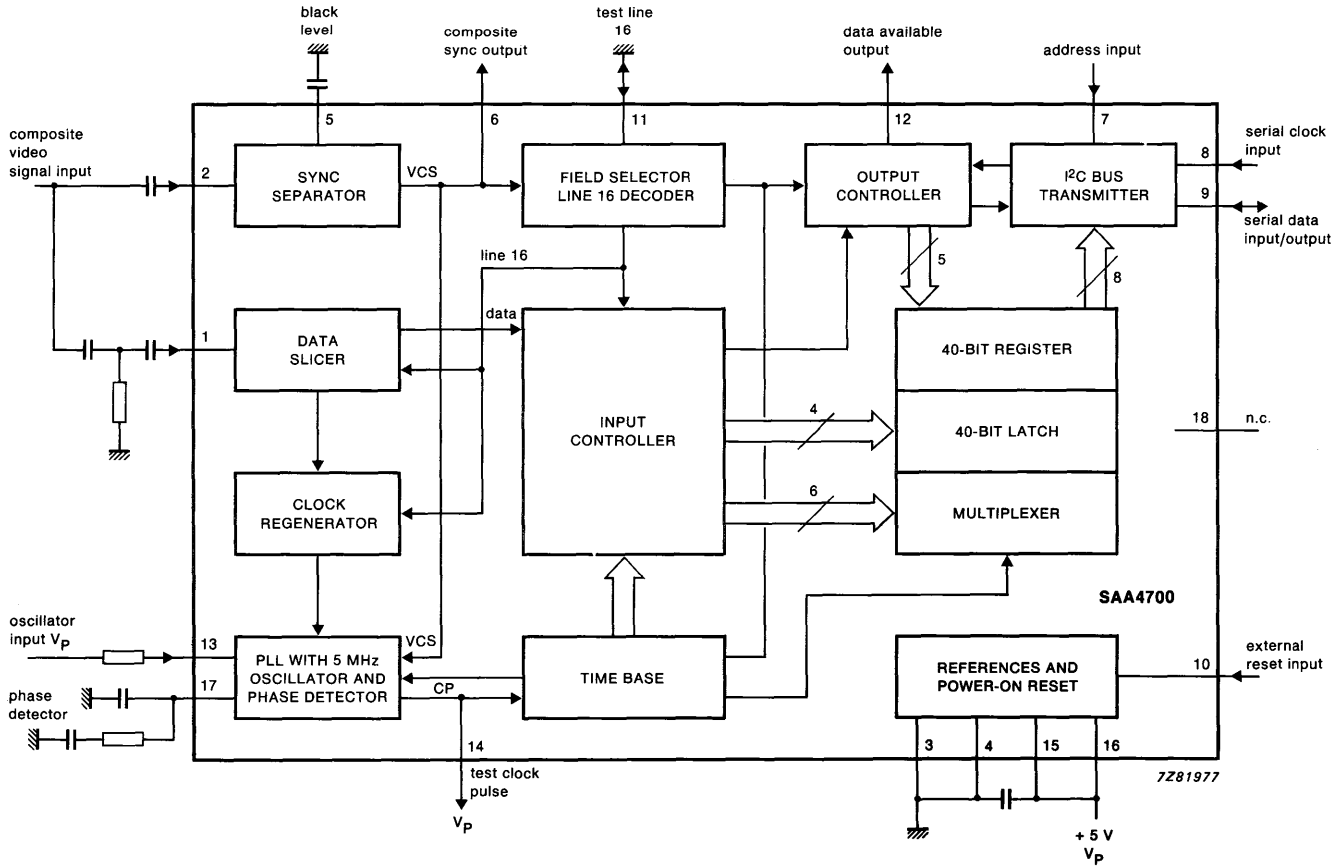 black
level
composite
sync output
test line
16
data available
output
address input
5
6
11
12
7
composite
video
signal input
2
SYNC
SEPARATOR
VCS
FIELD SELECTOR
LINE 16 DECODER
OUTPUT
CONTROLLER
I²C BUS
TRANSMITTER
8
serial clock
input
9
serial data
input/output
line 16
5
8
1
DATA
SLICER
data
INPUT
CONTROLLER
40-BIT REGISTER
4
40-BIT LATCH
18
n.c.
CLOCK
REGENERATOR
6
MULTIPLEXER
SAA4700
oscillator
input VP
13
VCS
PLL WITH 5 MHz
OSCILLATOR AND
PHASE DETECTOR
CP
TIME BASE
REFERENCES AND
POWER-ON RESET
10
external
reset input
17
phase
detector
14
test clock
pulse
VP
3
4
15
16
7Z81977
+ 5 V
VP